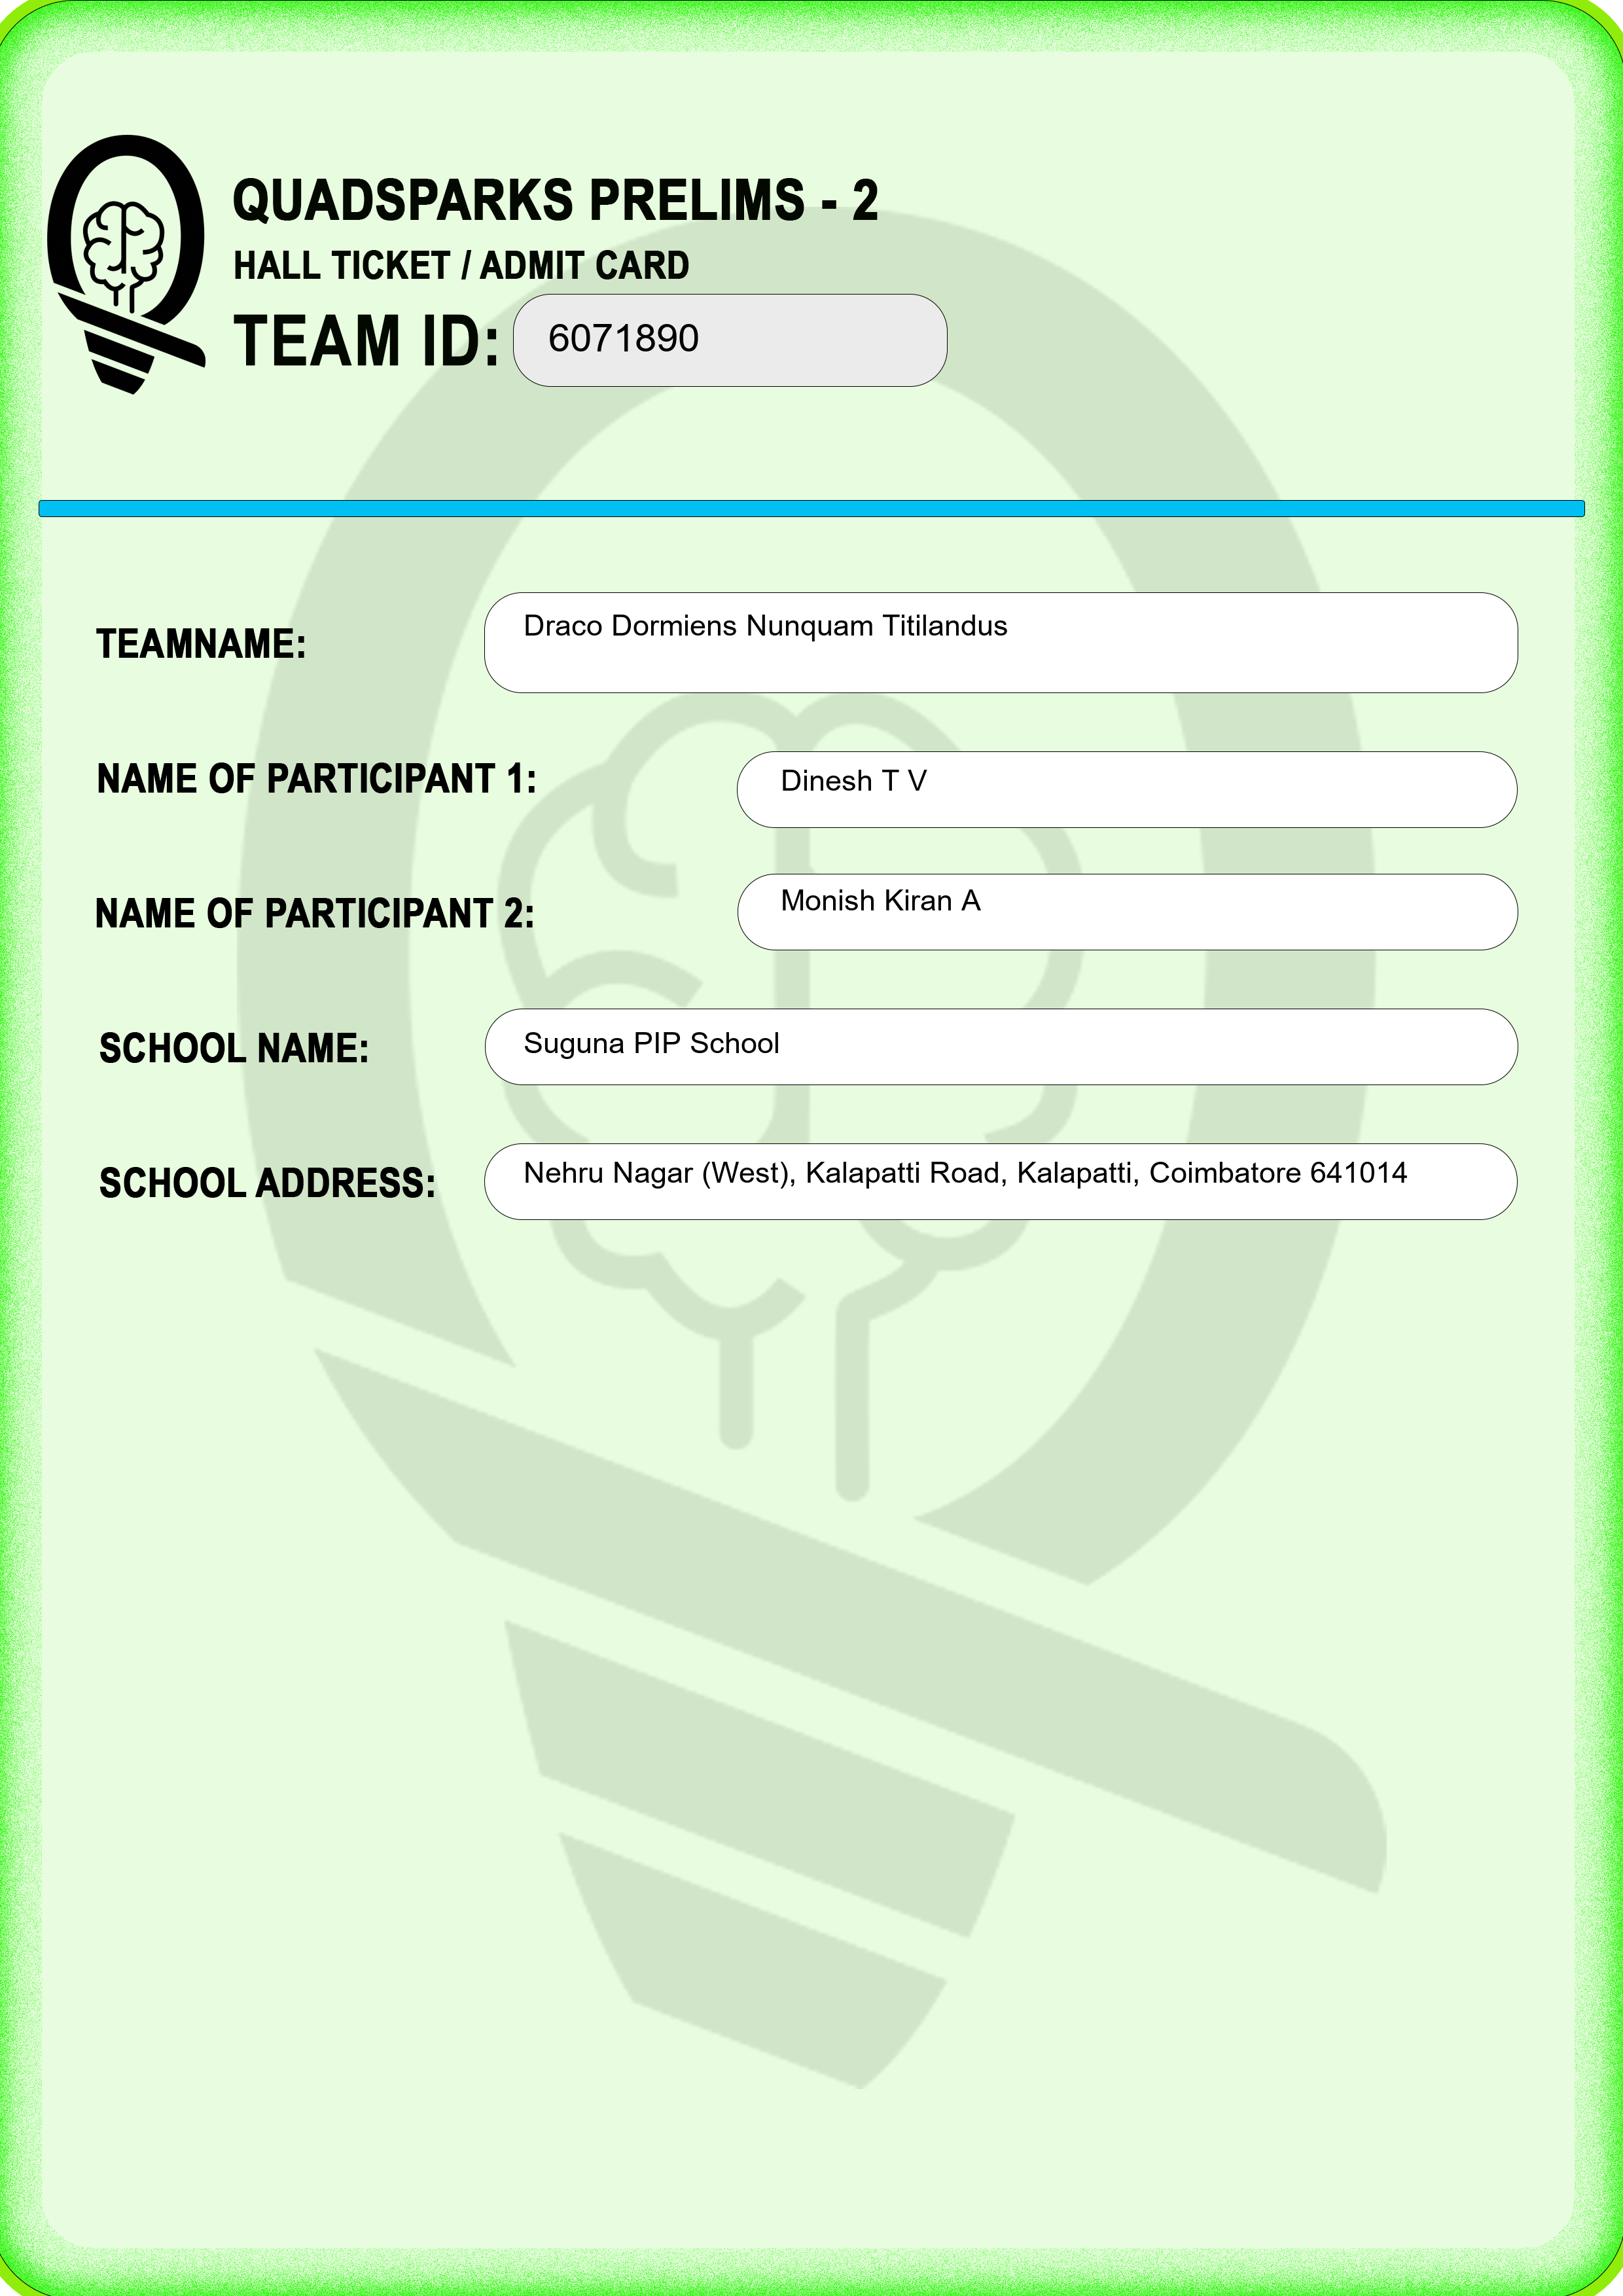 QUADSPARKS PRELIMS - 2
HALL TICKET / ADMIT CARD
TEAM ID: 6071890
TEAMNAME: Draco Dormiens Nunquam Titilandus
NAME OF PARTICIPANT 1: Dinesh T V
NAME OF PARTICIPANT 2: Monish Kiran A
SCHOOL NAME: Suguna PIP School
SCHOOL ADDRESS: Nehru Nagar (West), Kalapatti Road, Kalapatti, Coimbatore 641014